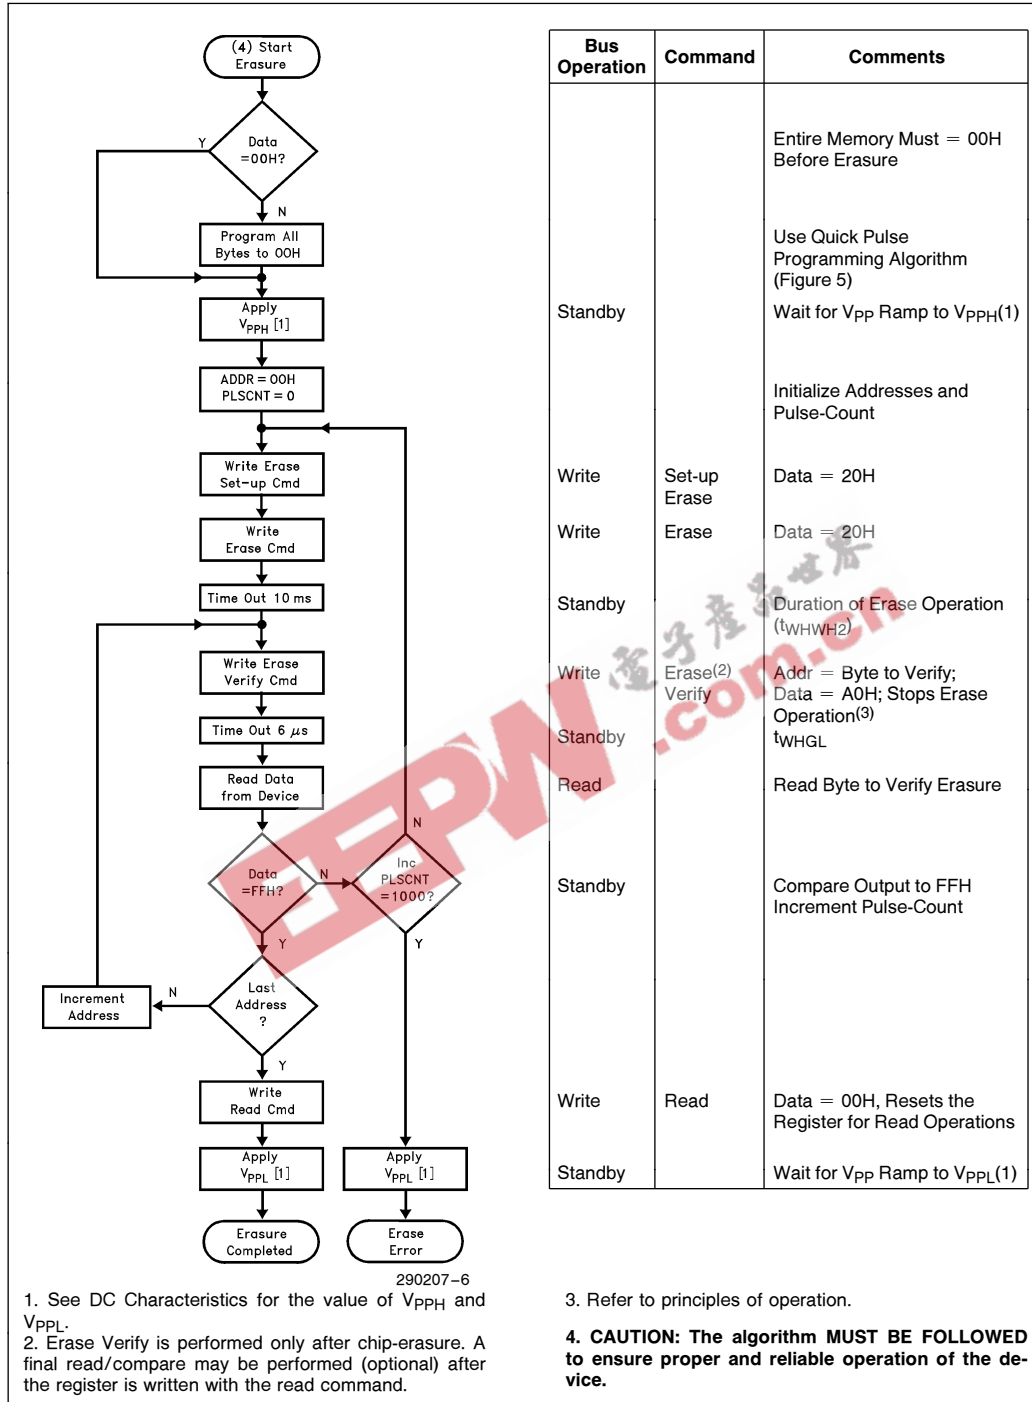 (4) Start
Erasure
Data
=00H?
Y
N
Program All
Bytes to 00H
Apply
VPPH [1]
ADDR = 00H
PLSCNT = 0
Write Erase
Set-up Cmd
Write
Erase Cmd
Time Out 10 ms
Write Erase
Verify Cmd
Time Out 6 μs
Read Data
from Device
Data
=FFH?
N
Y
Inc
PLSCNT
=1000?
N
Y
Last
Address
?
N
Y
Increment
Address
Write
Read Cmd
Apply
VPPL [1]
Apply
VPPL [1]
Erasure
Completed
Erase
Error
290207-6
Bus
Operation
Command
Comments
Entire Memory Must = 00H
Before Erasure
Use Quick Pulse
Programming Algorithm
(Figure 5)
Standby
Wait for VPP Ramp to VPPH(1)
Initialize Addresses and
Pulse-Count
Write
Set-up
Erase
Data = 20H
Write
Erase
Data = 20H
Standby
Duration of Erase Operation
(tWHWH2)
Write
Erase(2)
Verify
Addr = Byte to Verify;
Data = A0H; Stops Erase
Operation(3)
Standby
tWHGL
Read
Read Byte to Verify Erasure
Standby
Compare Output to FFH
Increment Pulse-Count
Write
Read
Data = 00H, Resets the
Register for Read Operations
Standby
Wait for VPP Ramp to VPPL(1)
EEPW.com.cn
電子產品世界
1. See DC Characteristics for the value of VPPH and
VPPL.
2. Erase Verify is performed only after chip-erasure. A
final read/compare may be performed (optional) after
the register is written with the read command.
3. Refer to principles of operation.
4. CAUTION: The algorithm MUST BE FOLLOWED
to ensure proper and reliable operation of the de-
vice.